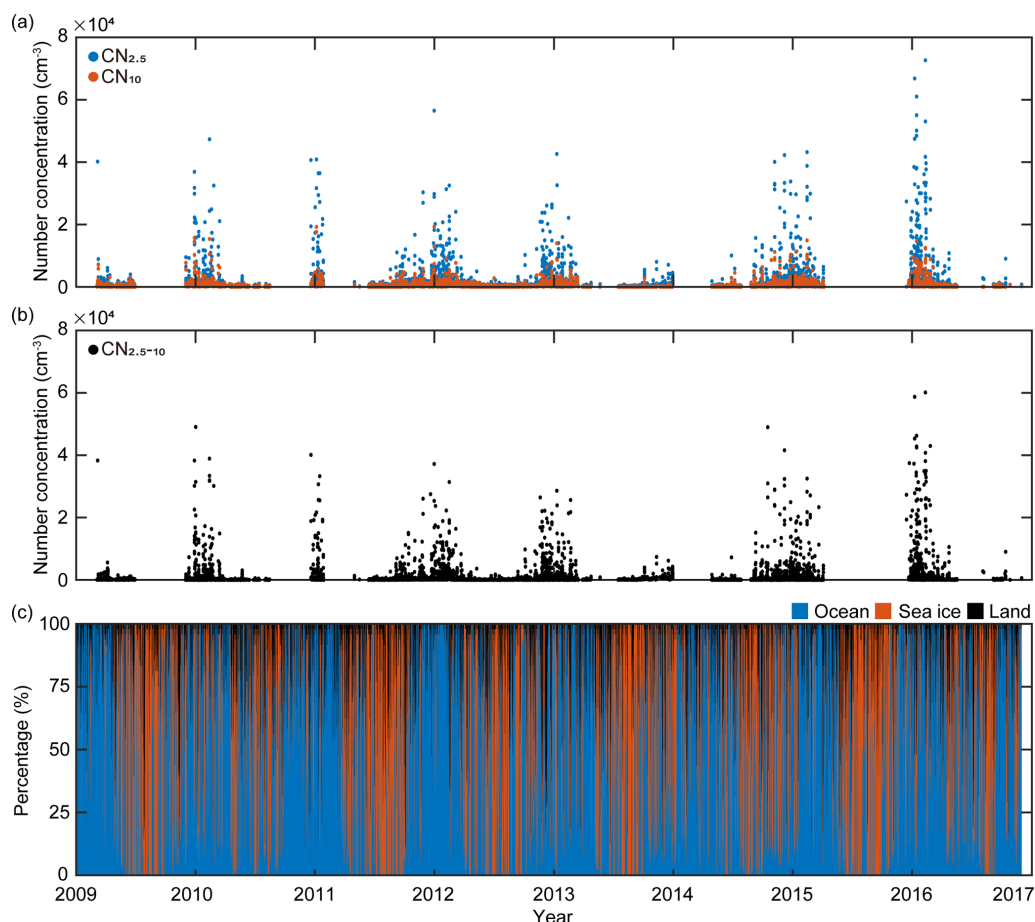 (a)
×10⁴
8
6
4
2
0
Number concentration (cm⁻³)
CN₂.₅
CN₁₀
(b)
×10⁴
8
6
4
2
0
Number concentration (cm⁻³)
CN₂.₅₋₁₀
(c)
Ocean Sea ice Land
100
75
50
25
0
Percentage (%)
2009 2010 2011 2012 2013 2014 2015 2016 2017
Year